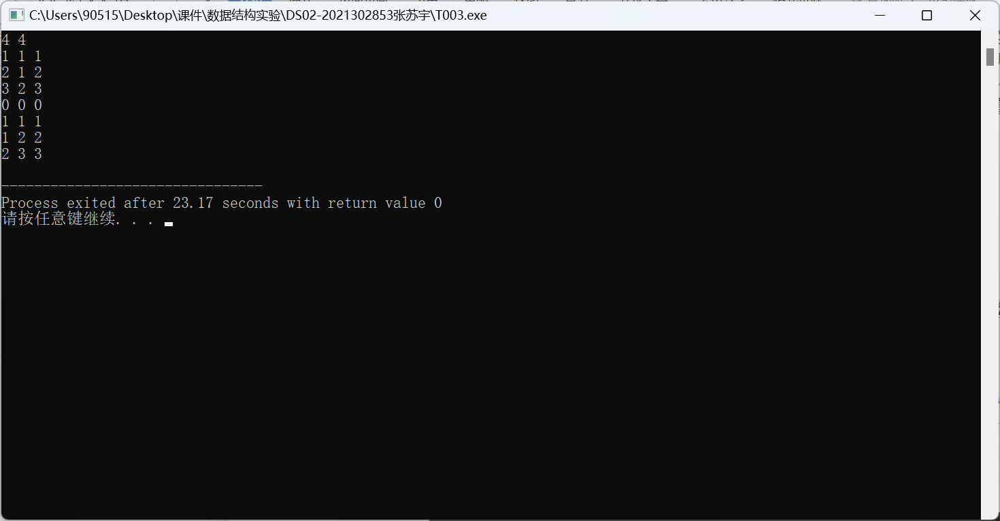 C:\Users\90515\Desktop\课件\数据结构实验\DS02-2021302853张苏宇\T003.exe
4 4
1 1 1
2 1 2
3 2 3
0 0 0
1 1 1
1 2 2
2 3 3
--------------------------------
Process exited after 23.17 seconds with return value 0
请按任意键继续. . .